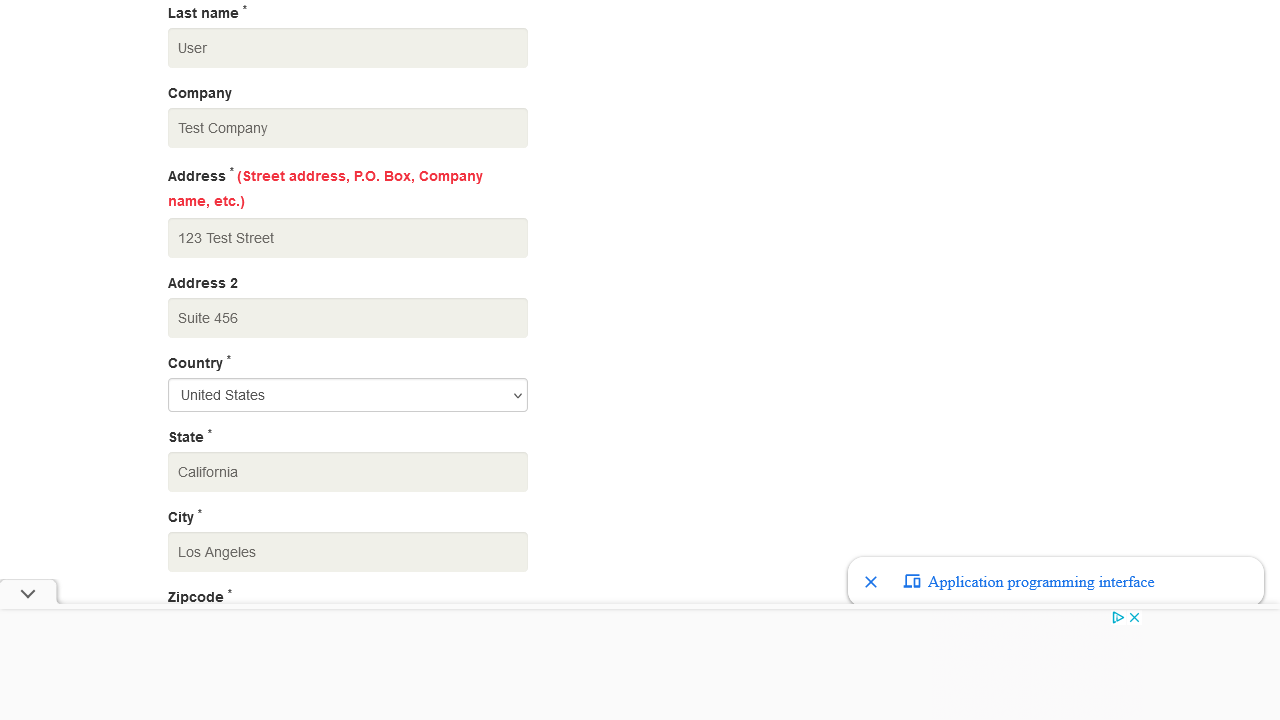 Last name *
User
Company
Test Company
Address * (Street address, P.O. Box, Company
name, etc.)
123 Test Street
Address 2
Suite 456
Country *
United States
State *
California
City *
Los Angeles
Application programming interface
Zipcode *